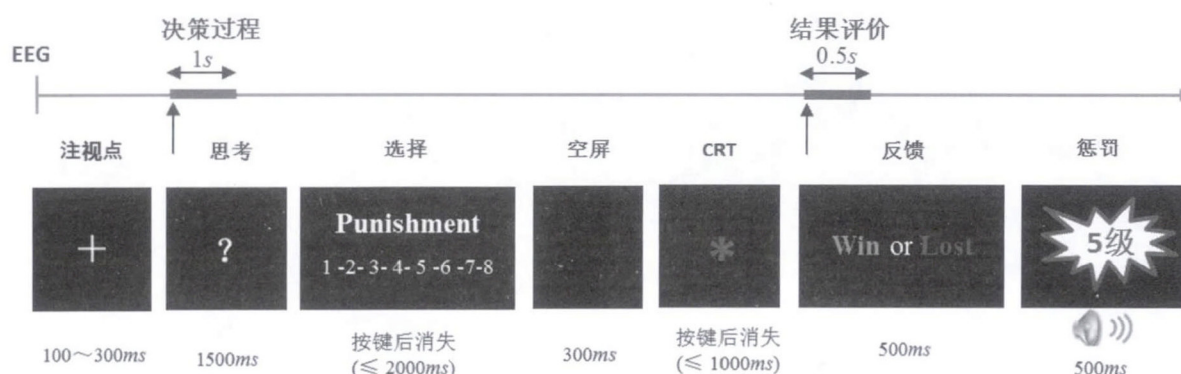 决策过程
结果评价
EEG
1s
0.5s
注视点
思考
选择
空屏
CRT
反馈
惩罚
+
?
Punishment
1 -2- 3- 4- 5 -6 -7-8
*
Win or Lost
5级
100～300ms
1500ms
按键后消失
(≤ 2000ms)
300ms
按键后消失
(≤ 1000ms)
500ms
500ms